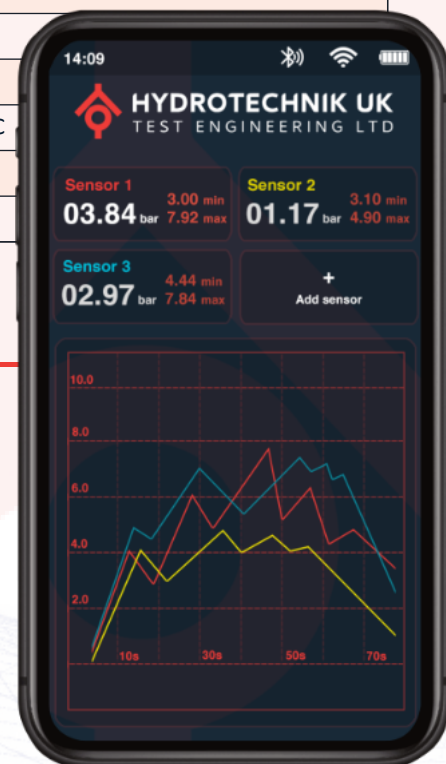 C
14:09
HYDROTECHNIK UK
TEST ENGINEERING LTD
Sensor 1
03.84 bar
3.00 min
7.92 max
Sensor 2
01.17 bar
3.10 min
4.90 max
Sensor 3
02.97 bar
4.44 min
7.84 max
+
Add sensor
10.0
8.0
6.0
4.0
2.0
10s
30s
50s
70s